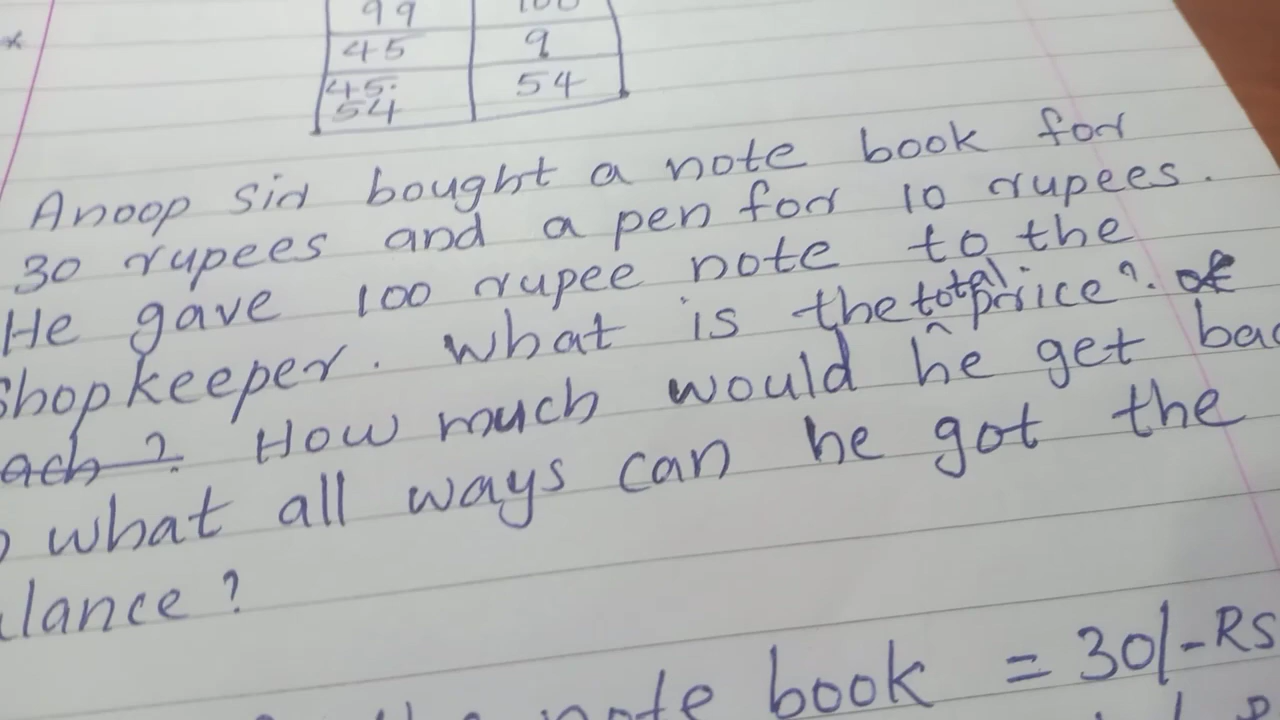 99 100
45 9
45.
54 54
Anoop Sir bought a note book for
30 rupees and a pen for 10 rupees.
He gave 100 rupee note to the
Shopkeeper. What is the total price?
each? How much would he get bac
what all ways can he got the
lance?
note book = 30/- RS